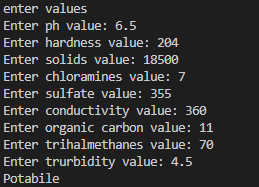 enter values
Enter ph value: 6.5
Enter hardness value: 204
Enter solids value: 18500
Enter chloramines value: 7
Enter sulfate value: 355
Enter conductivity value: 360
Enter organic carbon value: 11
Enter trihalmethanes value: 70
Enter trurbidity value: 4.5
Potabile